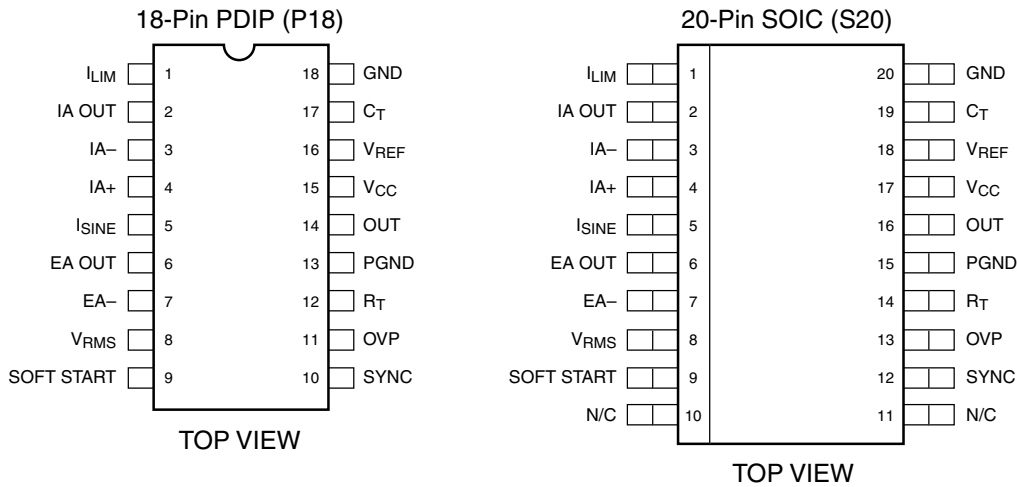 18-Pin PDIP (P18)
ILIM 1 18 GND
IA OUT 2 17 CT
IA– 3 16 VREF
IA+ 4 15 VCC
ISINE 5 14 OUT
EA OUT 6 13 PGND
EA– 7 12 RT
VRMS 8 11 OVP
SOFT START 9 10 SYNC
TOP VIEW
20-Pin SOIC (S20)
ILIM 1 20 GND
IA OUT 2 19 CT
IA– 3 18 VREF
IA+ 4 17 VCC
ISINE 5 16 OUT
EA OUT 6 15 PGND
EA– 7 14 RT
VRMS 8 13 OVP
SOFT START 9 12 SYNC
N/C 10 11 N/C
TOP VIEW